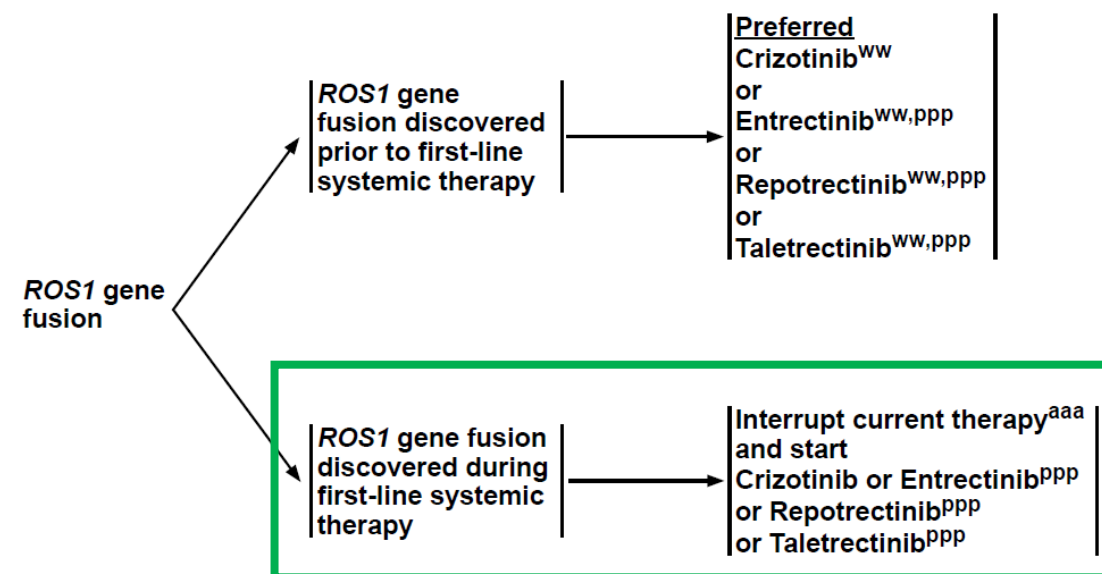 ROS1 gene
fusion
ROS1 gene
fusion discovered
prior to first-line
systemic therapy
Preferred
Crizotinibww
or
Entrectinibww,ppp
or
Repotrectinibww,ppp
or
Taletrectinibww,ppp
ROS1 gene fusion
discovered during
first-line systemic
therapy
Interrupt current therapyaaa
and start
Crizotinib or Entrectinibppp
or Repotrectinibppp
or Taletrectinibppp